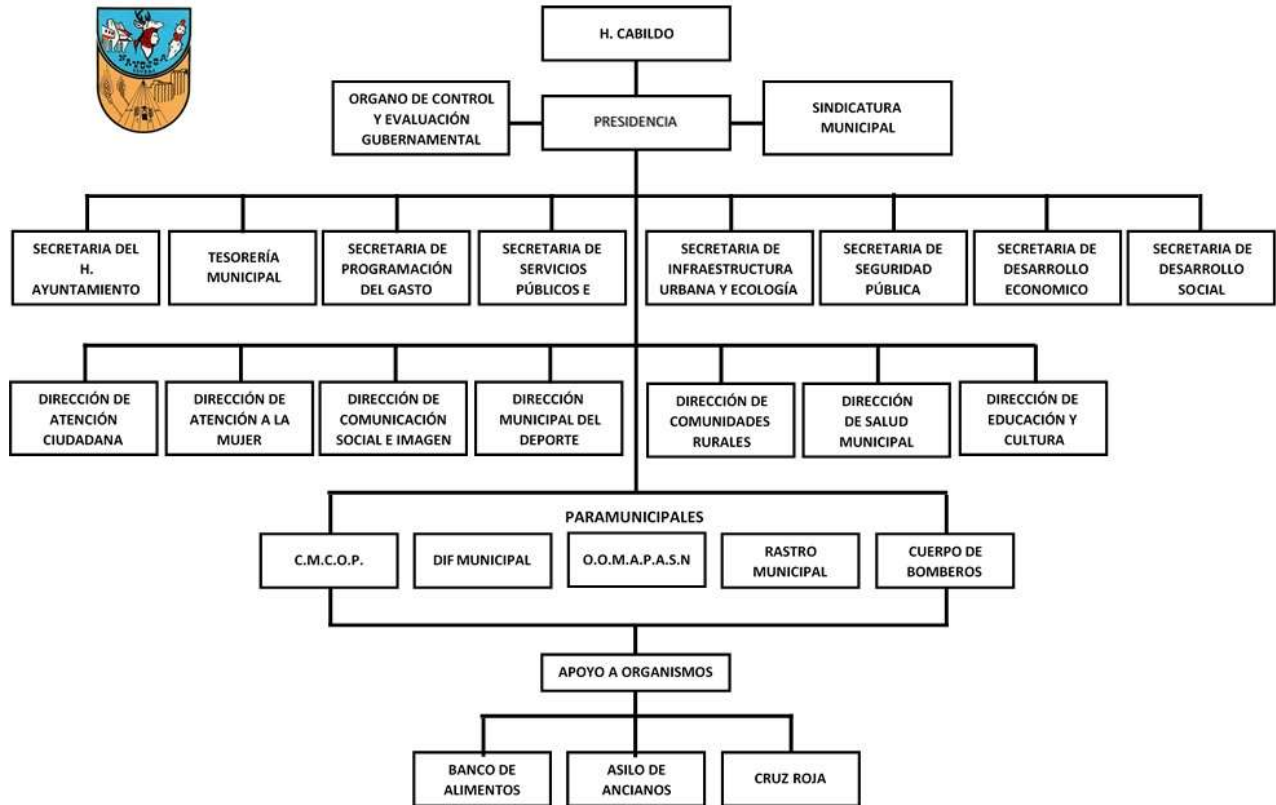 NAVOJOA
H. CABILDO
ORGANO DE CONTROL
Y EVALUACIÓN
GUBERNAMENTAL
PRESIDENCIA
SINDICATURA
MUNICIPAL
SECRETARIA DEL
H.
AYUNTAMIENTO
TESORERÍA
MUNICIPAL
SECRETARIA DE
PROGRAMACIÓN
DEL GASTO
SECRETARIA DE
SERVICIOS
PÚBLICOS E
SECRETARIA DE
INFRAESTRUCTURA
URBANA Y ECOLOGÍA
SECRETARIA DE
SEGURIDAD
PÚBLICA
SECRETARIA DE
DESARROLLO
ECONOMICO
SECRETARIA DE
DESARROLLO
SOCIAL
DIRECCIÓN DE
ATENCIÓN
CIUDADANA
DIRECCIÓN DE
ATENCIÓN A LA
MUJER
DIRECCIÓN DE
COMUNICACIÓN
SOCIAL E IMAGEN
DIRECCIÓN
MUNICIPAL DEL
DEPORTE
DIRECCIÓN DE
COMUNIDADES
RURALES
DIRECCIÓN
DE SALUD
MUNICIPAL
DIRECCIÓN DE
EDUCACIÓN Y
CULTURA
PARAMUNICIPALES
C.M.C.O.P.
DIF MUNICIPAL
O.O.M.A.P.A.S.N
RASTRO
MUNICIPAL
CUERPO DE
BOMBEROS
APOYO A ORGANISMOS
BANCO DE
ALIMENTOS
ASILO DE
ANCIANOS
CRUZ ROJA